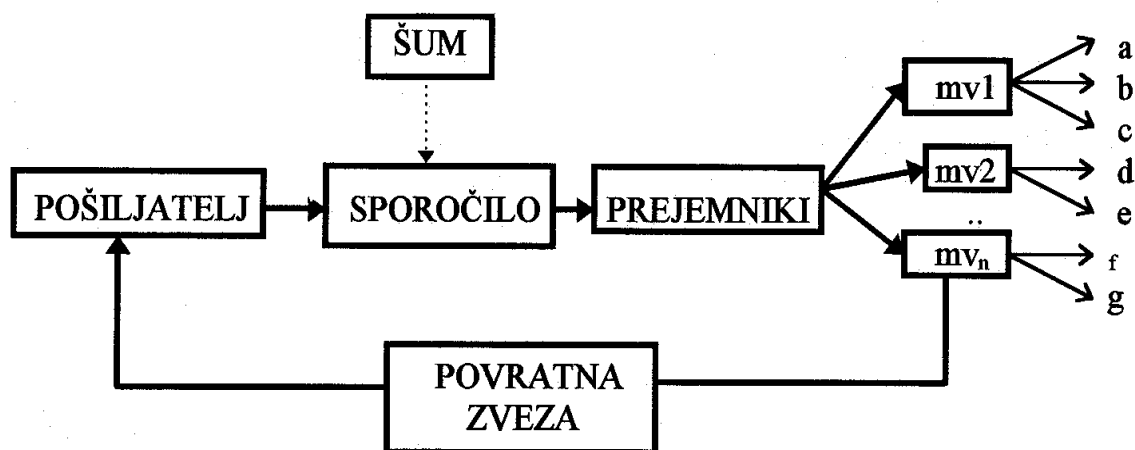 ŠUM
a
mv1
b
c
POŠILJATELJ
SPOROČILO
PREJEMNIKI
mv2
d
e
..
mvₙ
f
g
POVRATNA
ZVEZA